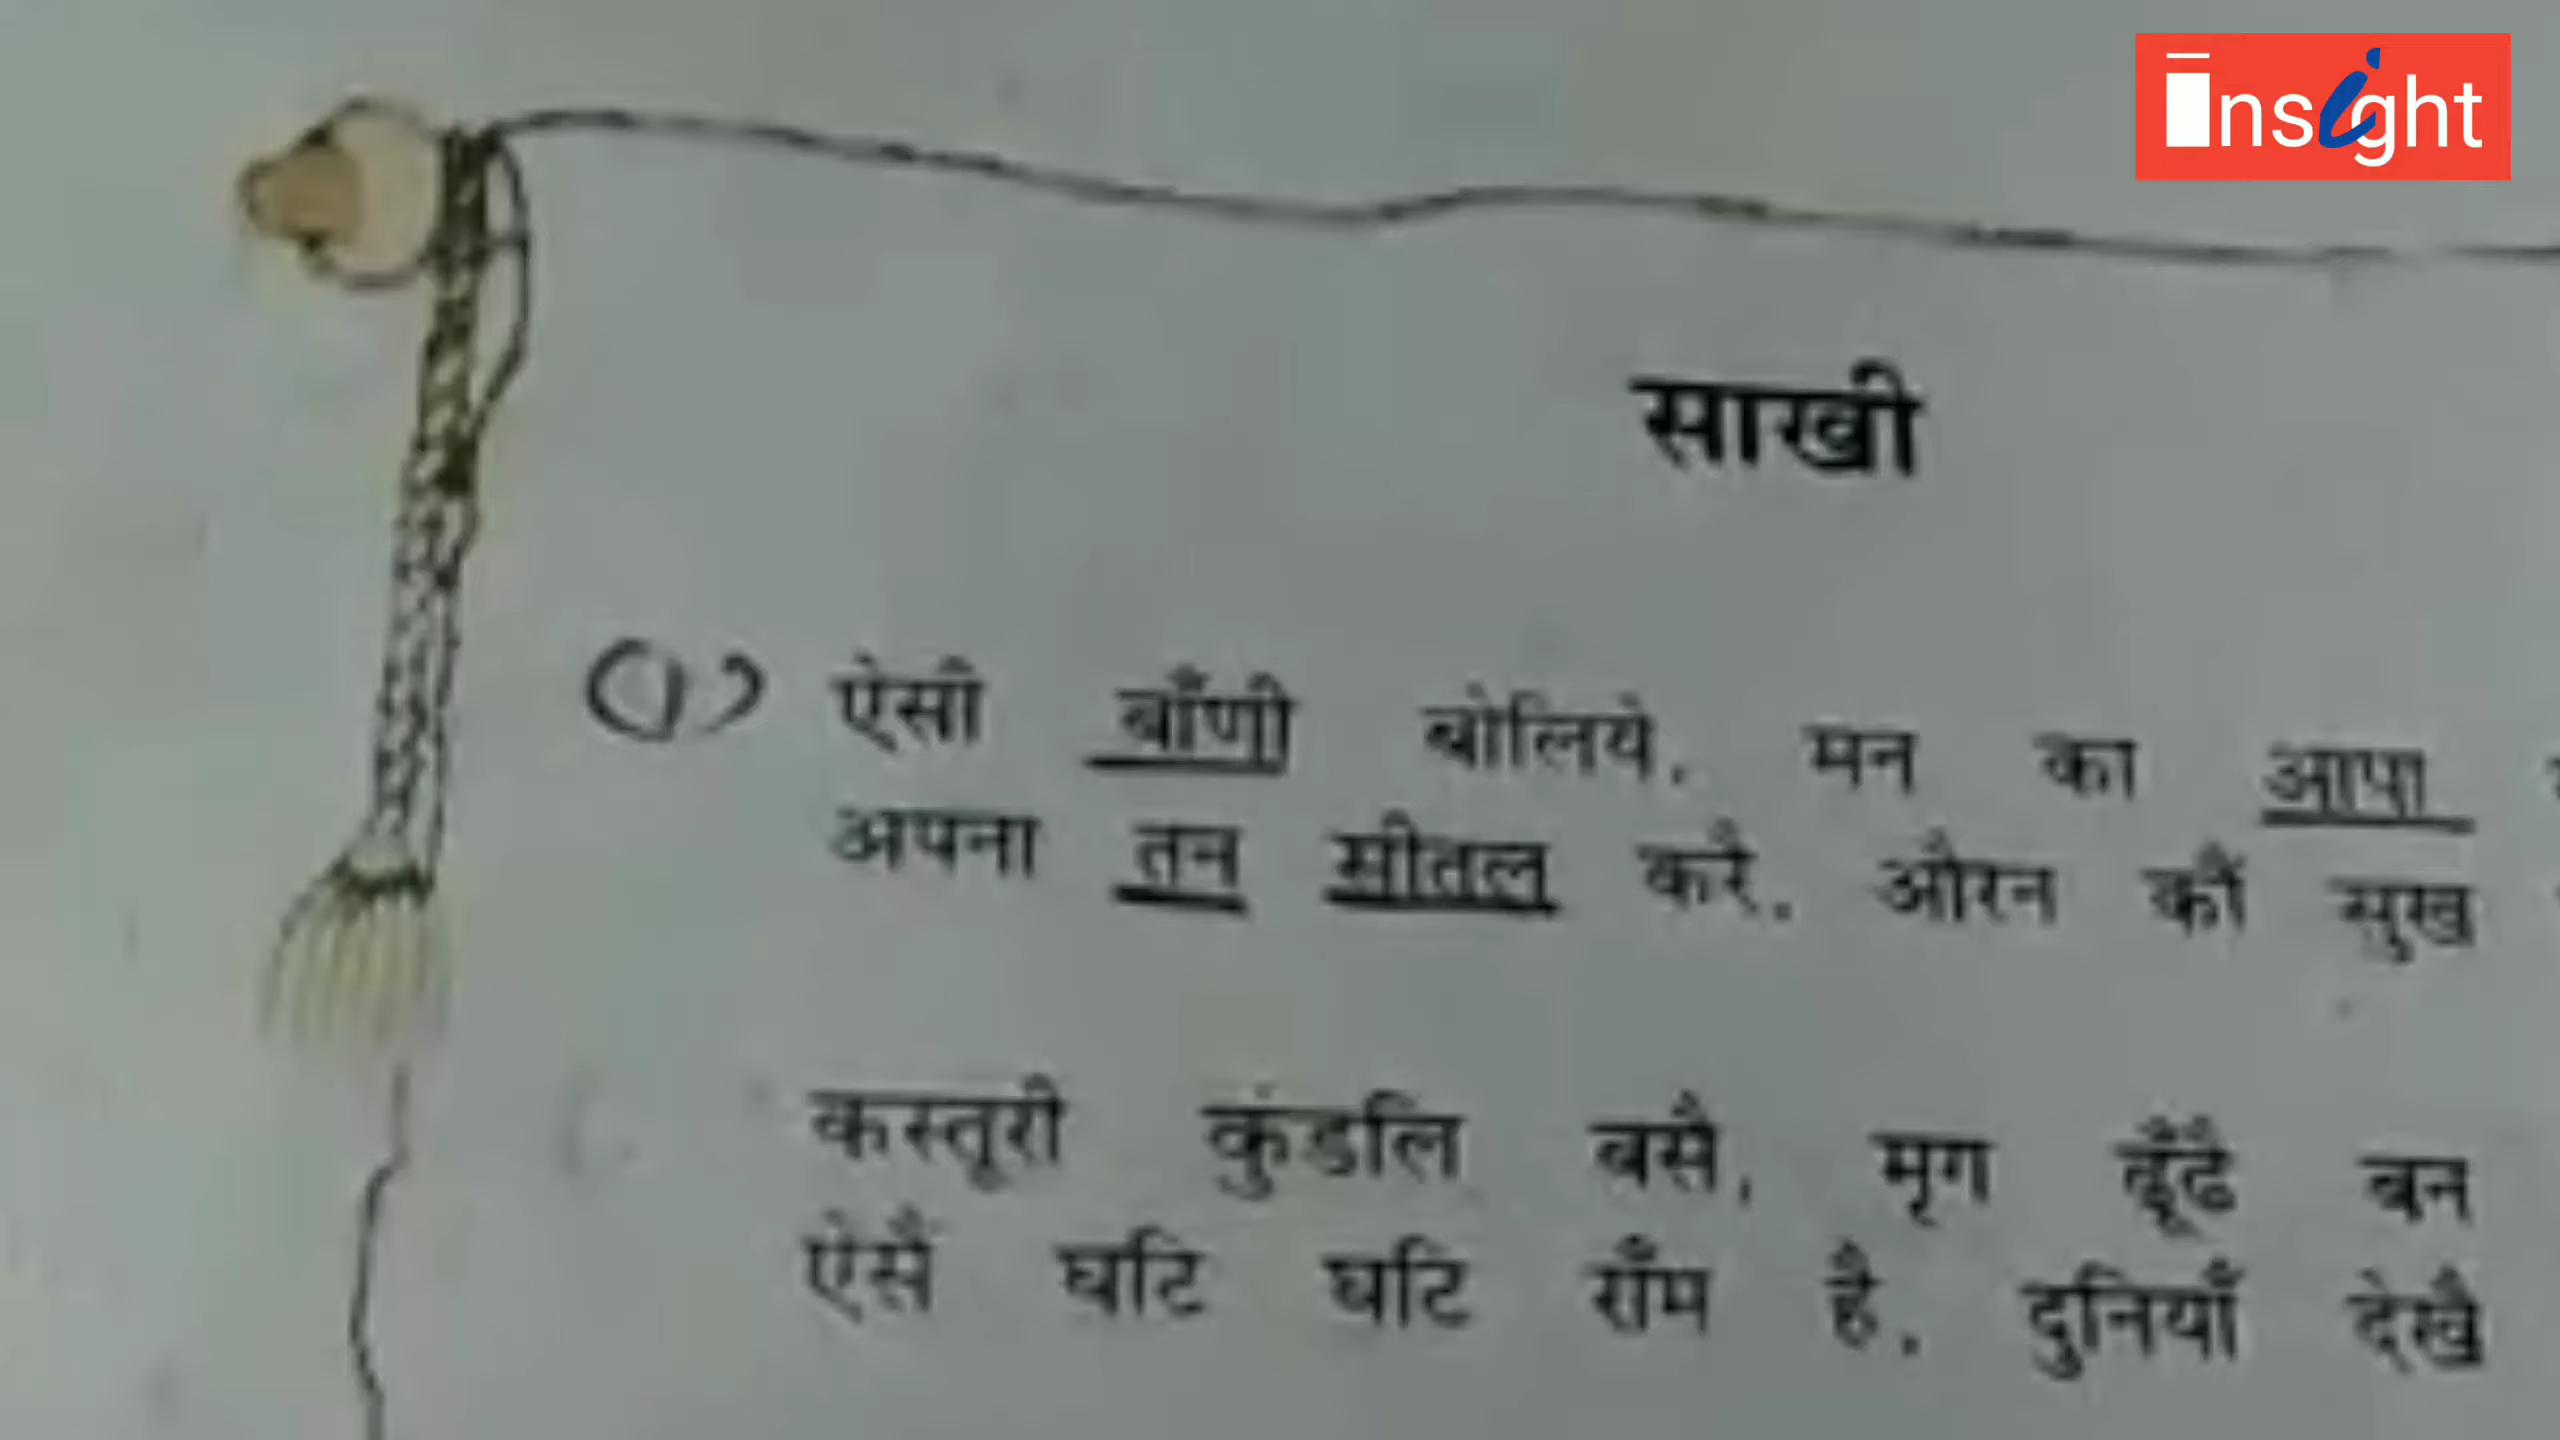 Insight
साखी
(1) ऐसी बाँणी बोलिये, मन का आपा
अपना तन सीतल करै, औरन कौं सुख
कस्तूरी कुंडलि बसै, मृग ढूँढै बन
ऐसैं घटि घटि राँम है, दुनियाँ देखै